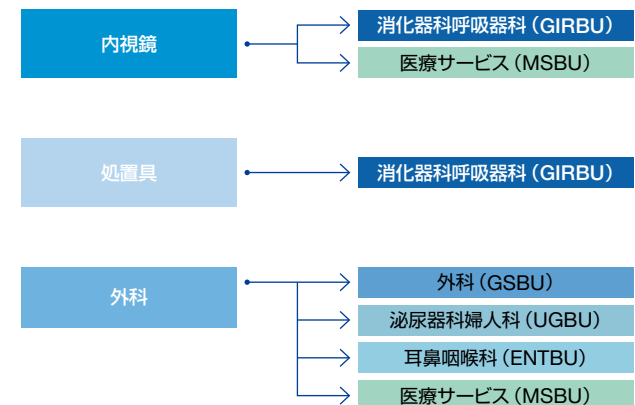 内視鏡
消化器科呼吸器科（GIRBU）
医療サービス（MSBU）
処置具
消化器科呼吸器科（GIRBU）
外科
外科（GSBU）
泌尿器科婦人科（UGBU）
耳鼻咽喉科（ENTBU）
医療サービス（MSBU）